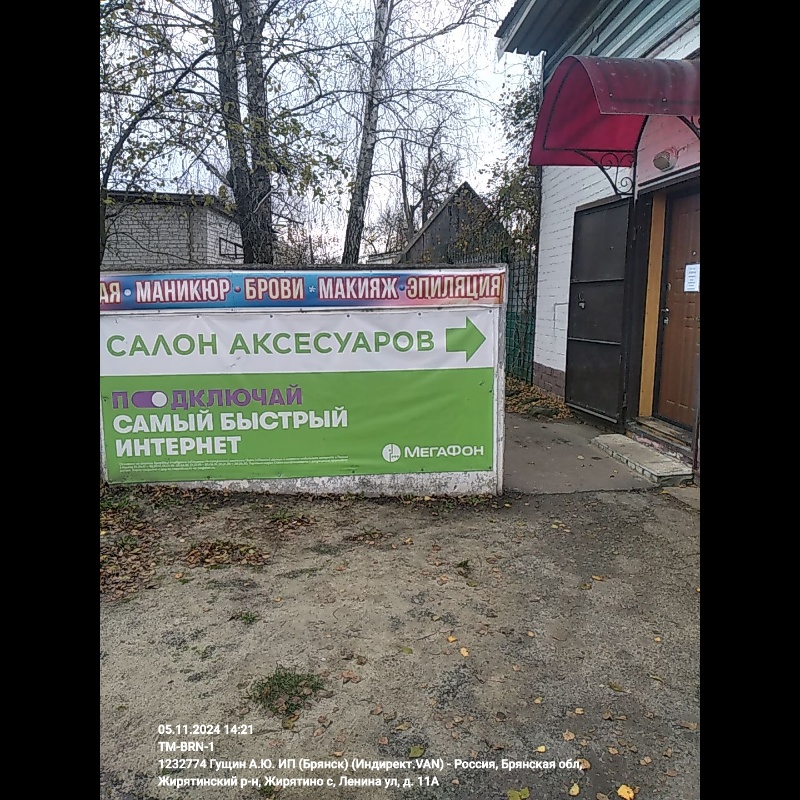 АЯ • МАНИКЮР • БРОВИ * МАКИЯЖ • ЭПИЛЯЦИЯ
САЛОН АКСЕСУАРОВ
ПОДКЛЮЧАЙ
САМЫЙ БЫСТРЫЙ
ИНТЕРНЕТ
МЕГАФОН
05.11.2024 14:21
TM-BRN-1
1232774 Гущин А.Ю. ИП (Брянск) (Индирект.VAN) - Россия, Брянская обл,
Жирятинский р-н, Жирятино с, Ленина ул, д. 11А